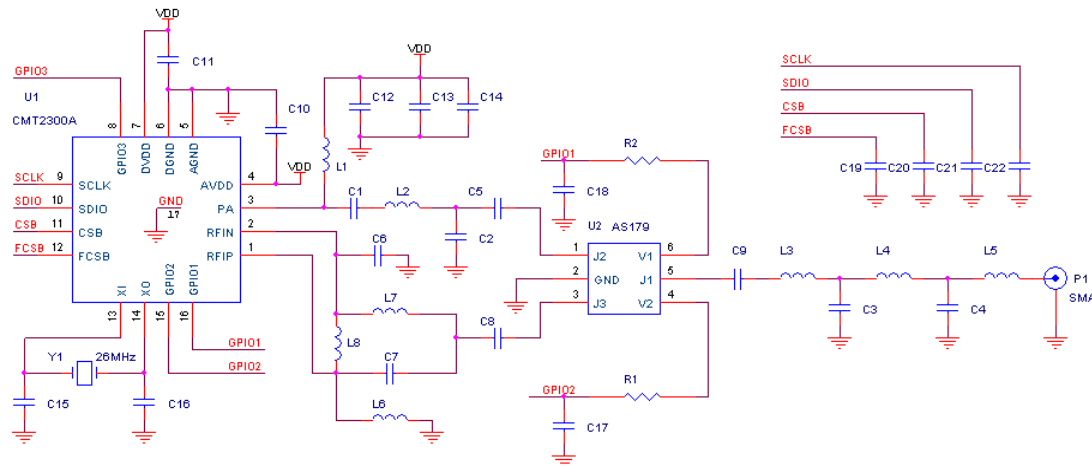 VDD
C11
GPIO3
U1
CMT2300A
8
7
6
5
GPIO3
DVDD
DGND
AGND
C10
VDD
C12
C13
C14
L1
VDD
SCLK
9
SCLK
AVDD
4
SDIO
10
SDIO
GND
17
PA
3
CSB
11
CSB
RFIN
2
FCSB
12
FCSB
RFIP
1
XI
XO
GPIO2
GPIO1
13
14
15
16
GPIO1
GPIO2
Y1
26MHz
C15
C16
C1
L2
C5
C2
C6
L7
L8
C7
L6
C8
GPIO1
R2
C18
U2
AS179
1
J2
V1
6
2
GND
J1
5
3
J3
V2
4
GPIO2
R1
C17
SCLK
SDIO
CSB
FCSB
C19
C20
C21
C22
C9
L3
L4
L5
C3
C4
P1
SMA